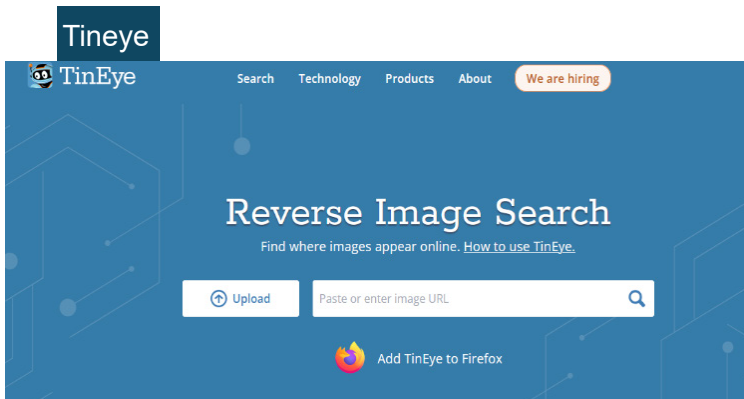 Tineye
TinEye Search Technology Products About We are hiring
Reverse Image Search
Find where images appear online. How to use TinEye.
Upload Paste or enter image URL
Add TinEye to Firefox